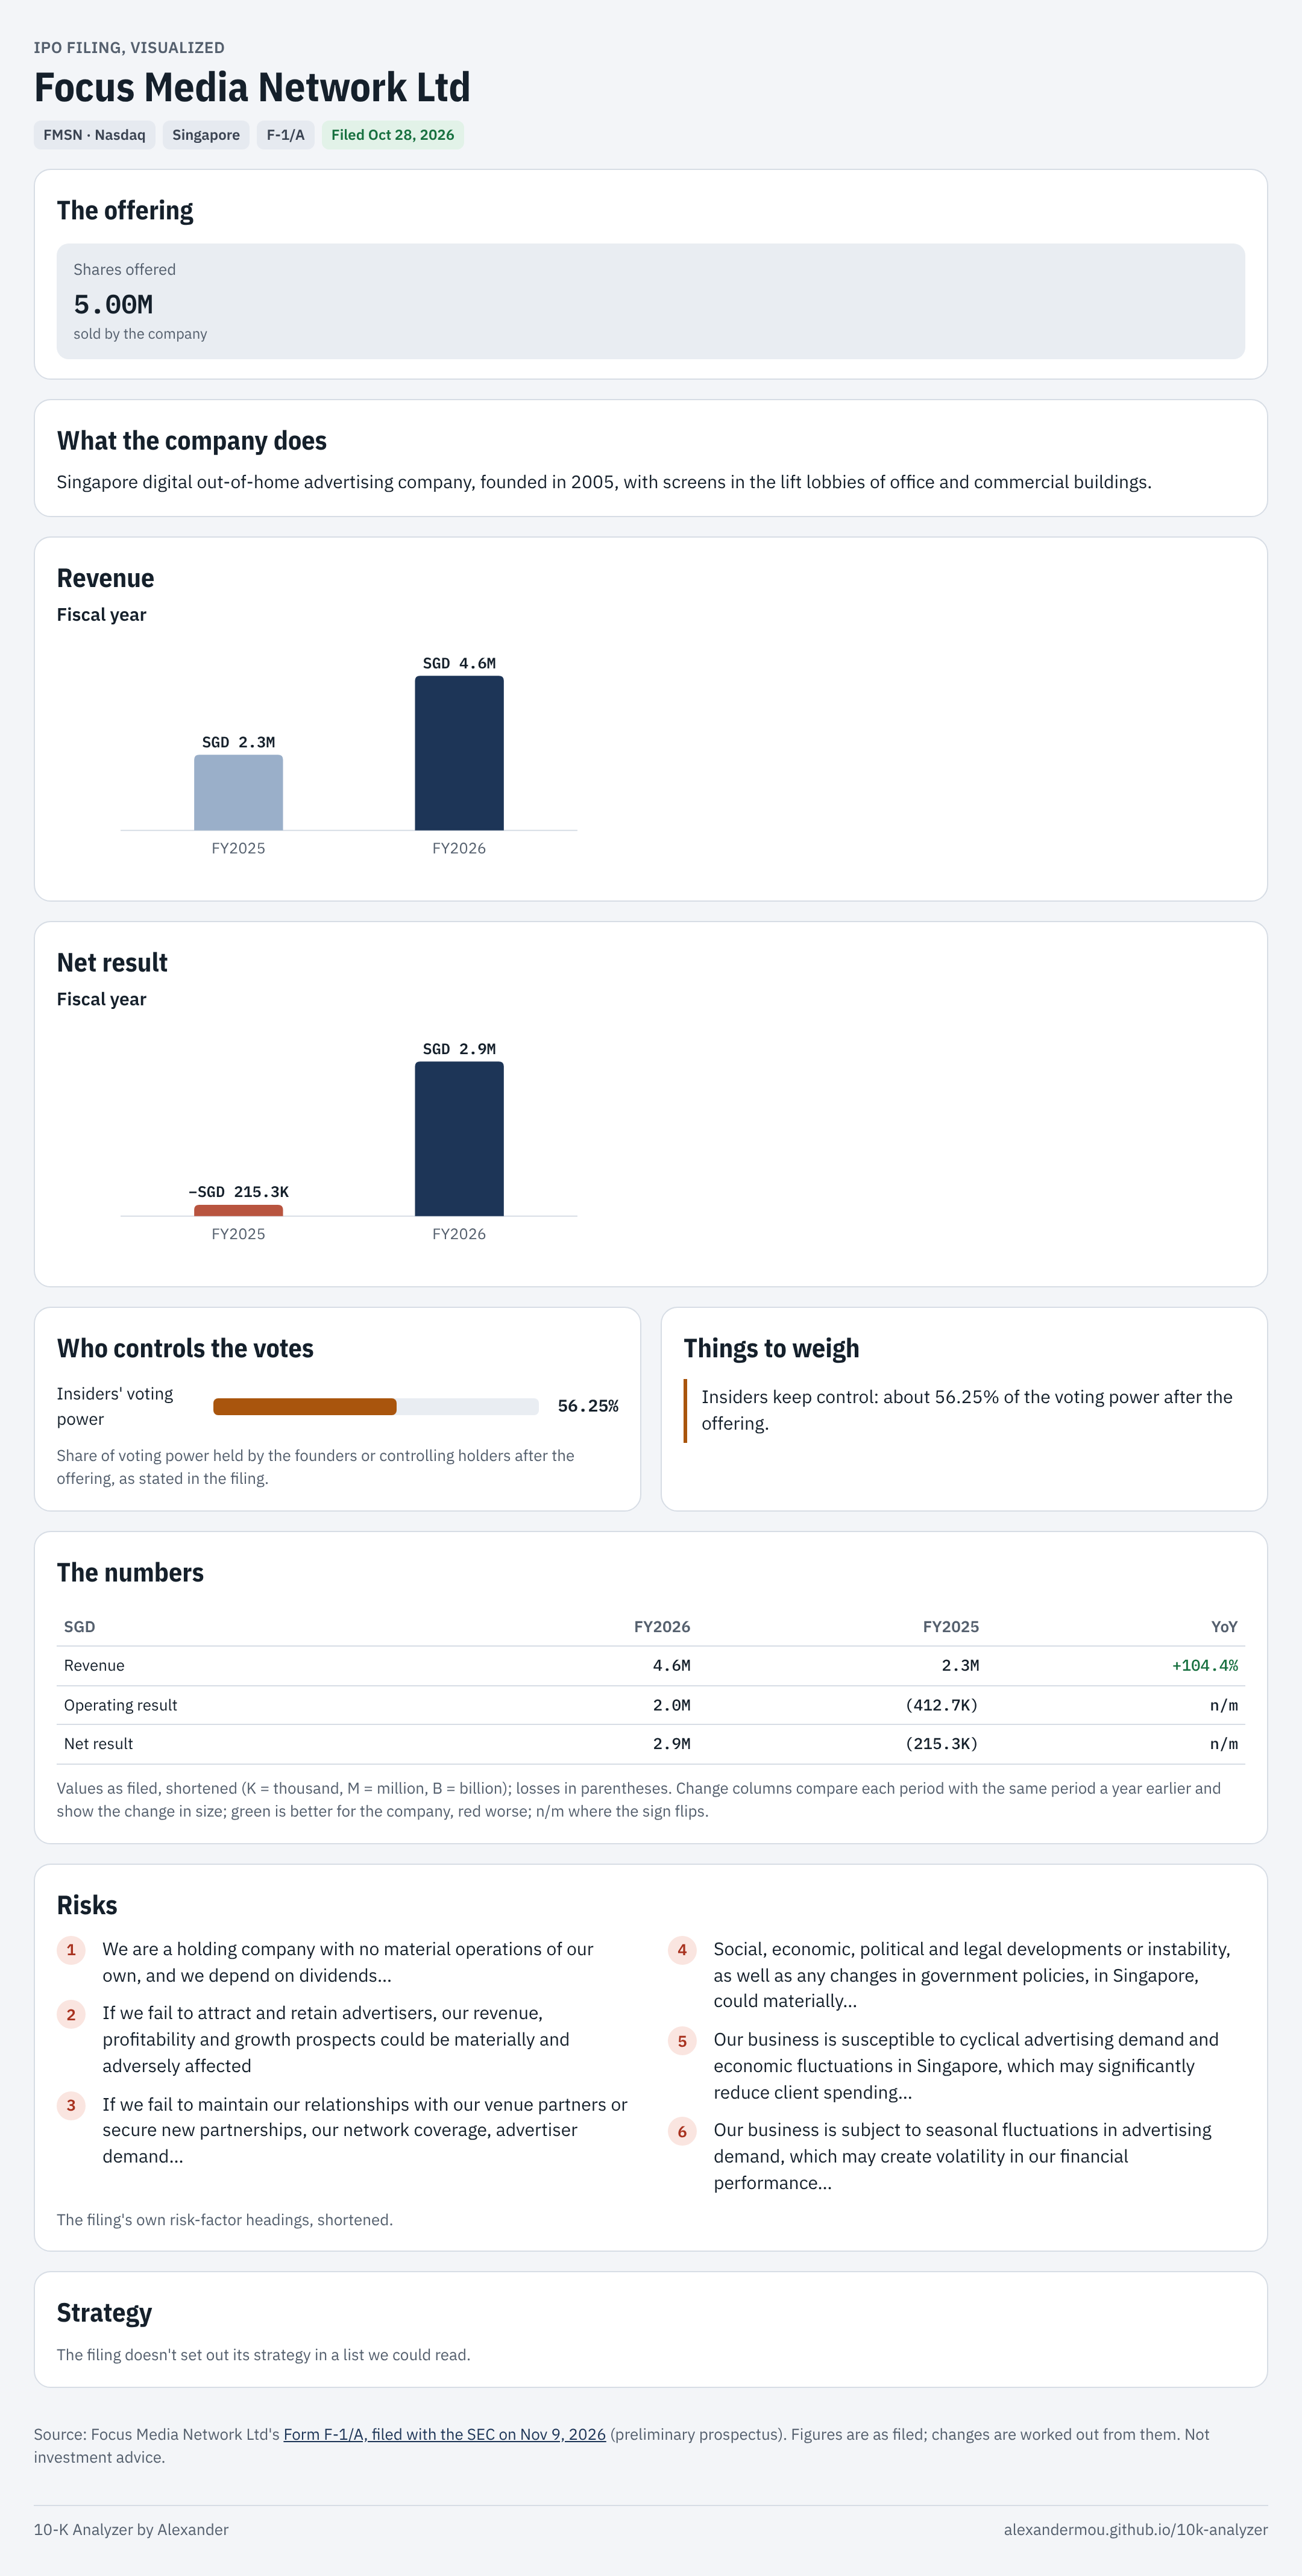 IPO FILING, VISUALIZED
Focus Media Network Ltd
FMSN · Nasdaq
Singapore
F-1/A
Filed Oct 28, 2026
The offering
Shares offered
5.00M
sold by the company
What the company does
Singapore digital out-of-home advertising company, founded in 2005, with screens in the lift lobbies of office and commercial buildings.
Revenue
Fiscal year
SGD 4.6M
SGD 2.3M
FY2025
FY2026
Net result
Fiscal year
SGD 2.9M
−SGD 215.3K
FY2025
FY2026
Who controls the votes
Insiders' voting
power
56.25%
Share of voting power held by the founders or controlling holders after the
offering, as stated in the filing.
Things to weigh
Insiders keep control: about 56.25% of the voting power after the
offering.
The numbers
SGD FY2026 FY2025 YoY
Revenue 4.6M 2.3M +104.4%
Operating result 2.0M (412.7K) n/m
Net result 2.9M (215.3K) n/m
Values as filed, shortened (K = thousand, M = million, B = billion); losses in parentheses. Change columns compare each period with the same period a year earlier and
show the change in size; green is better for the company, red worse; n/m where the sign flips.
Risks
1 We are a holding company with no material operations of our
own, and we depend on dividends...
2 If we fail to attract and retain advertisers, our revenue,
profitability and growth prospects could be materially and
adversely affected
3 If we fail to maintain our relationships with our venue partners or
secure new partnerships, our network coverage, advertiser
demand...
4 Social, economic, political and legal developments or instability,
as well as any changes in government policies, in Singapore,
could materially...
5 Our business is susceptible to cyclical advertising demand and
economic fluctuations in Singapore, which may significantly
reduce client spending...
6 Our business is subject to seasonal fluctuations in advertising
demand, which may create volatility in our financial
performance...
The filing's own risk-factor headings, shortened.
Strategy
The filing doesn't set out its strategy in a list we could read.
Source: Focus Media Network Ltd's Form F-1/A, filed with the SEC on Nov 9, 2026 (preliminary prospectus). Figures are as filed; changes are worked out from them. Not
investment advice.
10-K Analyzer by Alexander
alexandermou.github.io/10k-analyzer